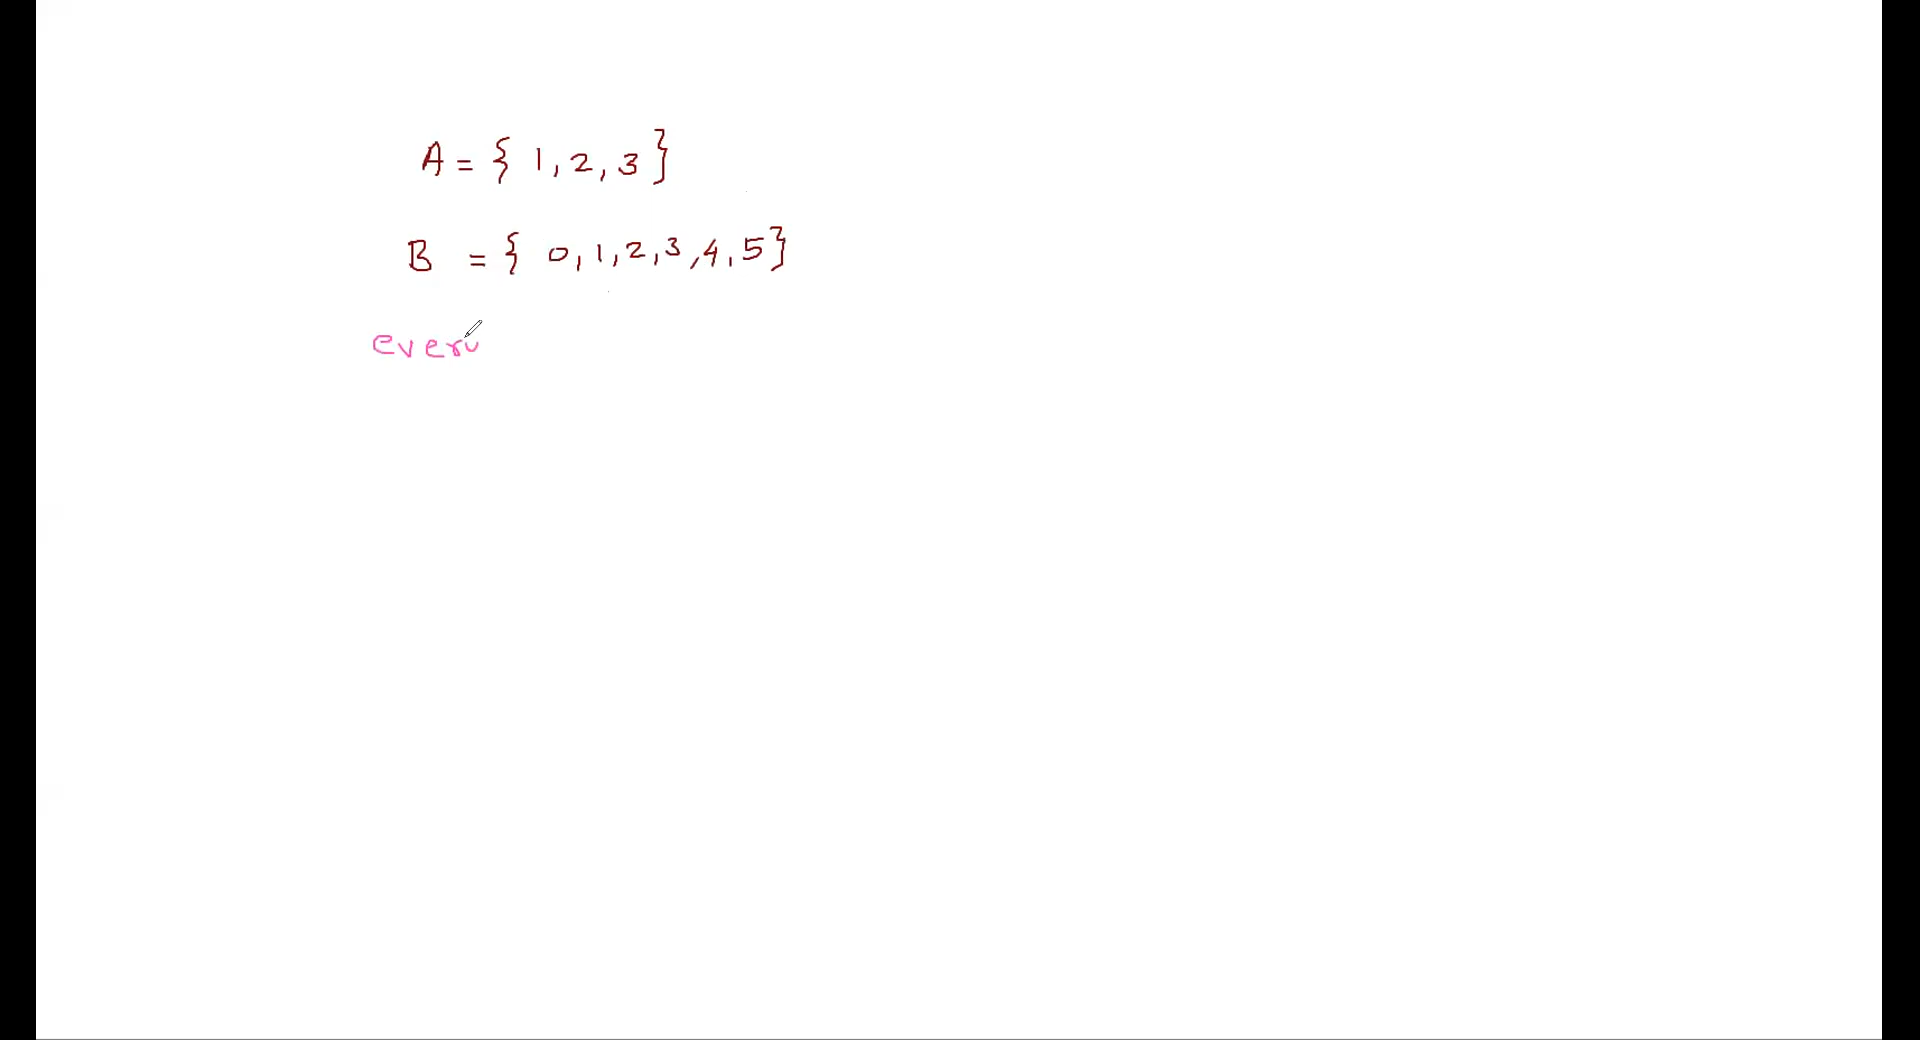 A = { 1, 2, 3 }
B = { 0, 1, 2, 3, 4, 5 }